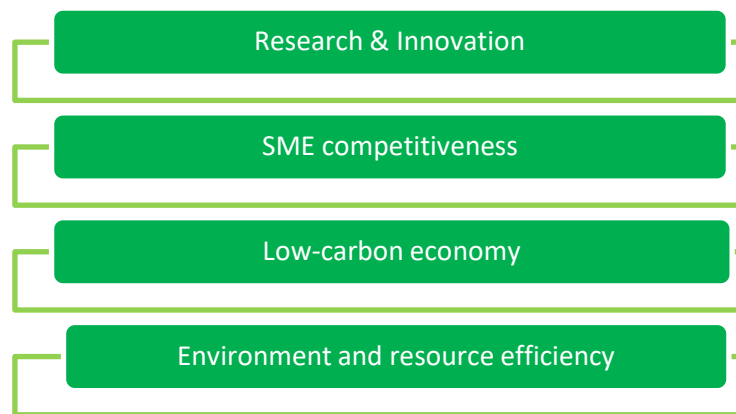 Research & Innovation
SME competitiveness
Low-carbon economy
Environment and resource efficiency